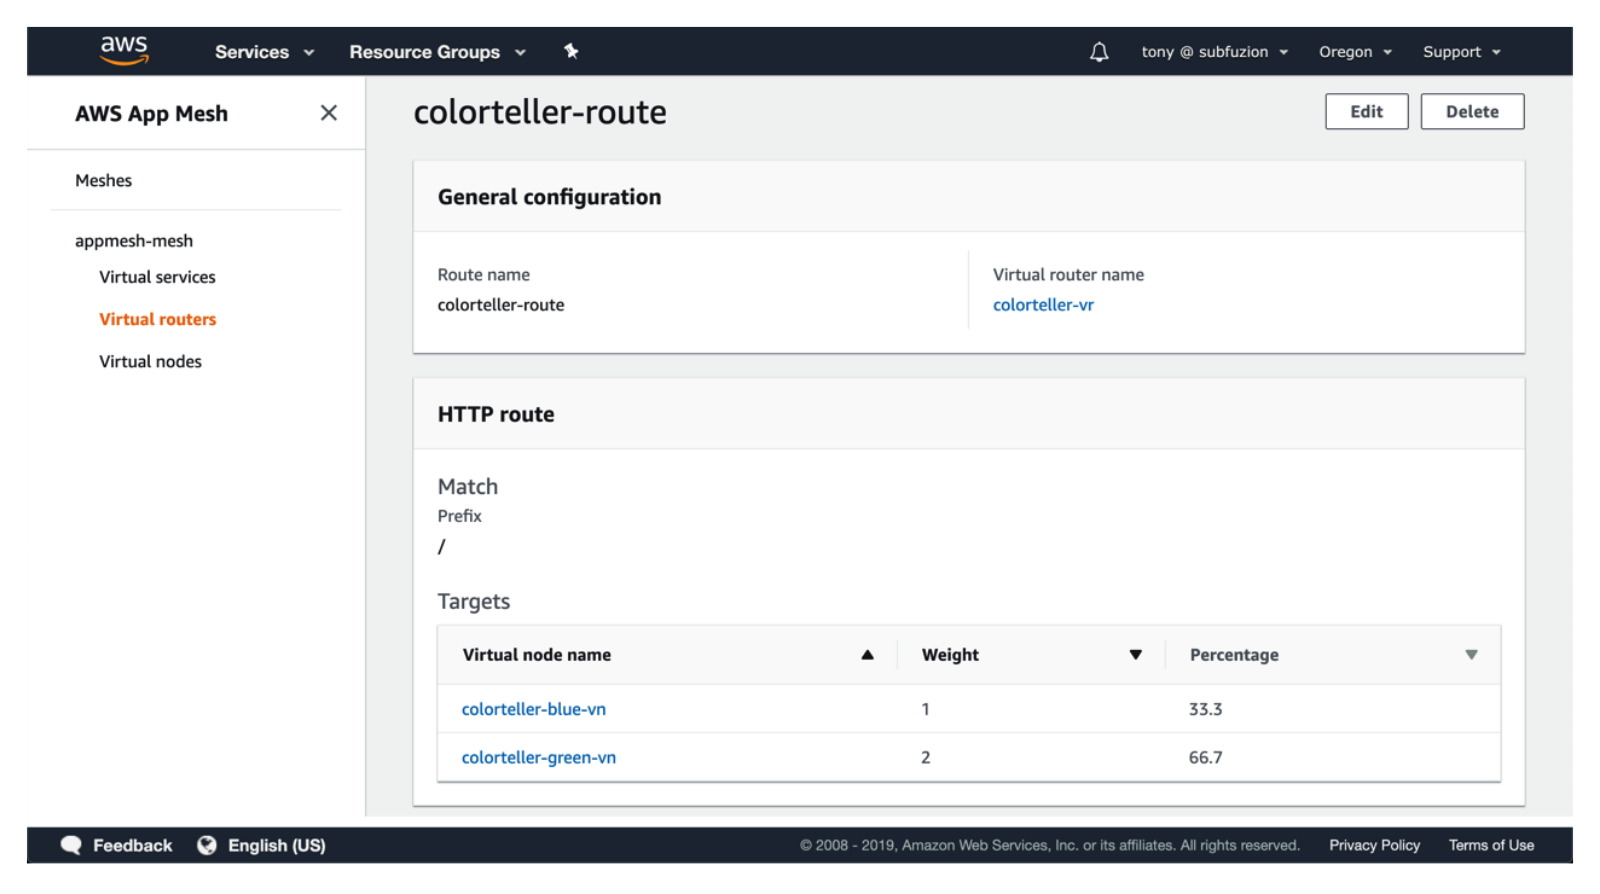 aws Services Resource Groups tony @ subfuzion Oregon Support
AWS App Mesh
Meshes
appmesh-mesh
Virtual services
Virtual routers
Virtual nodes
colorteller-route Edit Delete
General configuration
Route name Virtual router name
colorteller-route colorteller-vr
HTTP route
Match
Prefix
/
Targets
Virtual node name Weight Percentage
colorteller-blue-vn 1 33.3
colorteller-green-vn 2 66.7
Feedback English (US) © 2008 - 2019, Amazon Web Services, Inc. or its affiliates. All rights reserved. Privacy Policy Terms of Use